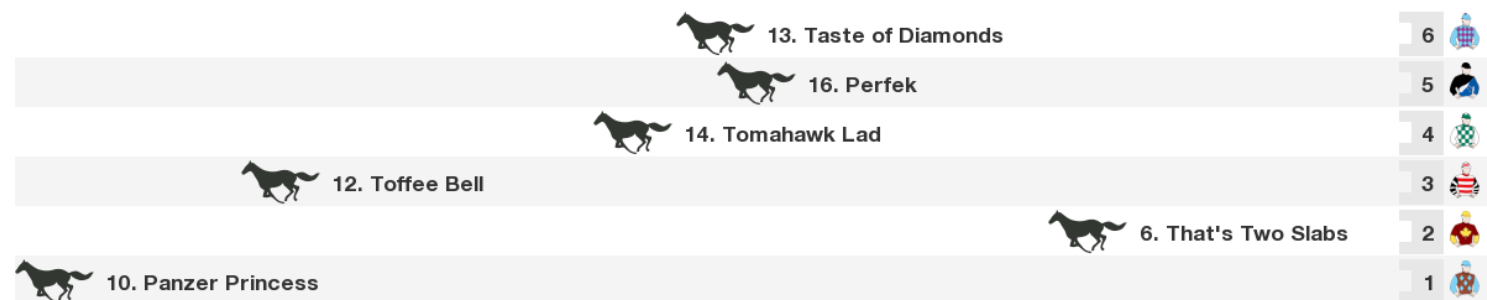 13. Taste of Diamonds 6
16. Perfek 5
14. Tomahawk Lad 4
12. Toffee Bell 3
6. That's Two Slabs 2
10. Panzer Princess 1